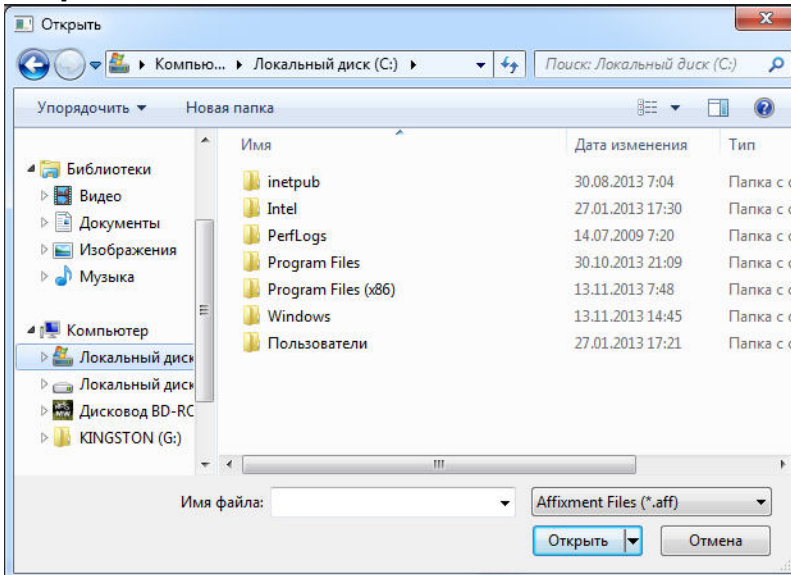 Открыть
Компью... Локальный диск (C:) Поиск: Локальный диск (C:)
Упорядочить Новая папка
Имя Дата изменения Тип
Библиотеки
Видео
Документы
Изображения
Музыка
Компьютер
Локальный диск
Локальный диск
Дисковод BD-RO
KINGSTON (G:)
inetpub 30.08.2013 7:04 Папка с
Intel 27.01.2013 17:30 Папка с
PerfLogs 14.07.2009 7:20 Папка с
Program Files 30.10.2013 21:09 Папка с
Program Files (x86) 13.11.2013 7:48 Папка с
Windows 13.11.2013 14:45 Папка с
Пользователи 27.01.2013 17:21 Папка с
Имя файла: Affixment Files (*.aff)
Открыть Отмена